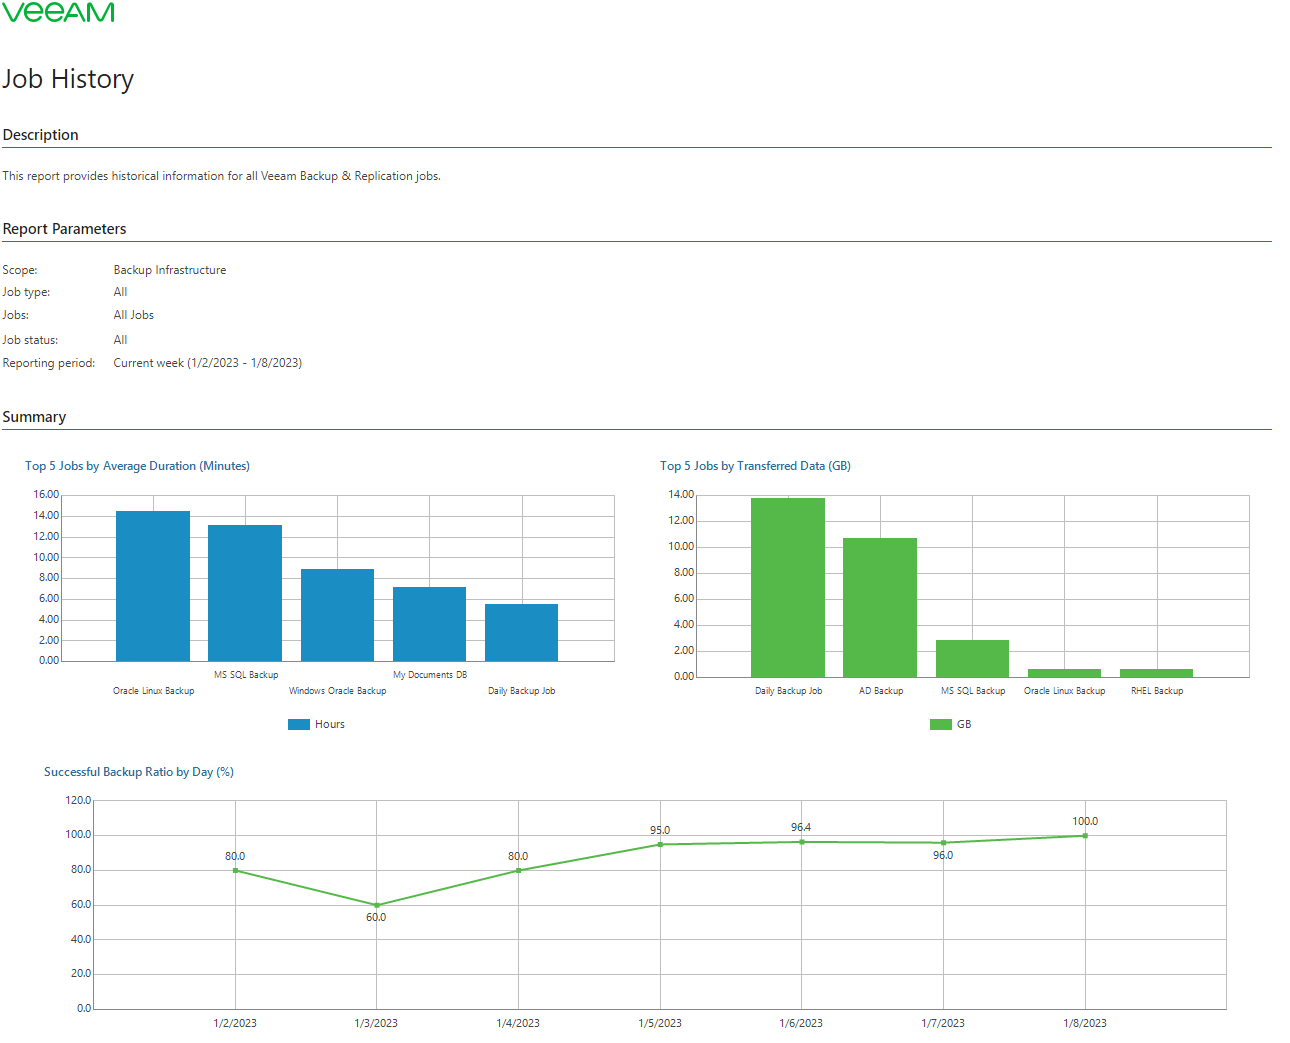 VEEAM
Job History
Description
This report provides historical information for all Veeam Backup & Replication jobs.
Report Parameters
Scope: Backup Infrastructure
Job type: All
Jobs: All Jobs
Job status: All
Reporting period: Current week (1/2/2023 - 1/8/2023)
Summary
Top 5 Jobs by Average Duration (Minutes)
16.00
14.00
12.00
10.00
8.00
6.00
4.00
2.00
0.00
MS SQL Backup My Documents DB
Oracle Linux Backup Windows Oracle Backup Daily Backup Job
Hours
Top 5 Jobs by Transferred Data (GB)
14.00
12.00
10.00
8.00
6.00
4.00
2.00
0.00
Daily Backup Job AD Backup MS SQL Backup Oracle Linux Backup RHEL Backup
GB
Successful Backup Ratio by Day (%)
120.0
100.0
80.0
60.0
40.0
20.0
0.0
80.0 60.0 80.0 95.0 96.4 96.0 100.0
1/2/2023 1/3/2023 1/4/2023 1/5/2023 1/6/2023 1/7/2023 1/8/2023